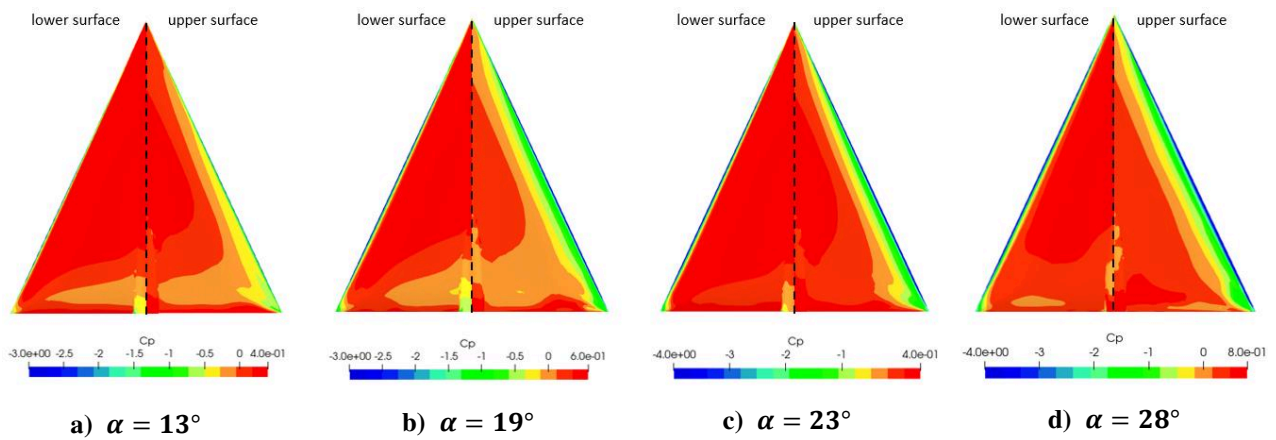 lower surface upper surface
lower surface upper surface
lower surface upper surface
lower surface upper surface
Cp
-3.0e+00 -2.5 -2 -1.5 -1 -0.5 0 4.0e-01
Cp
-3.0e+00 -2.5 -2 -1.5 -1 -0.5 0 6.0e-01
Cp
-4.0e+00 -3 -2 -1 4.0e-01
Cp
-4.0e+00 -3 -2 -1 0 8.0e-01
a) α = 13°
b) α = 19°
c) α = 23°
d) α = 28°